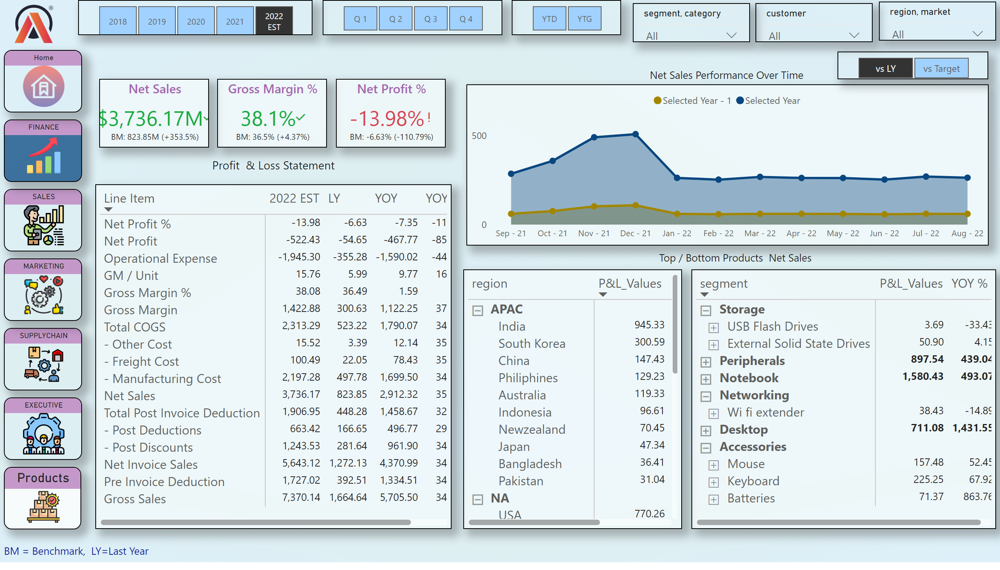 ®
2018 2019 2020 2021 2022 EST
Q 1 Q 2 Q 3 Q 4
YTD YTG
segment, category
All
customer
All
region, market
All
Home
FINANCE
SALES
MARKETING
SUPPLYCHAIN
EXECUTIVE
Products
vs LY vs Target
Net Sales
$3,736.17M
BM: 823.85M (+353.5%)
Gross Margin %
38.1%
BM: 36.5% (+4.37%)
Net Profit %
-13.98% !
BM: -6.63% (-110.79%)
Net Sales Performance Over Time
Selected Year - 1 Selected Year
500
0
Sep - 21 Oct - 21 Nov - 21 Dec - 21 Jan - 22 Feb - 22 Mar - 22 Apr - 22 May - 22 Jun - 22 Jul - 22 Aug - 22
Profit & Loss Statement
Line Item 2022 EST LY YOY YOY
Net Profit % -13.98 -6.63 -7.35 -11
Net Profit -522.43 -54.65 -467.77 -85
Operational Expense -1,945.30 -355.28 -1,590.02 -44
GM / Unit 15.76 5.99 9.77 16
Gross Margin % 38.08 36.49 1.59
Gross Margin 1,422.88 300.63 1,122.25 37
Total COGS 2,313.29 523.22 1,790.07 34
- Other Cost 15.52 3.39 12.14 35
- Freight Cost 100.49 22.05 78.43 35
- Manufacturing Cost 2,197.28 497.78 1,699.50 34
Net Sales 3,736.17 823.85 2,912.32 35
Total Post Invoice Deduction 1,906.95 448.28 1,458.67 32
- Post Deductions 663.42 166.65 496.77 29
- Post Discounts 1,243.53 281.64 961.90 34
Net Invoice Sales 5,643.12 1,272.13 4,370.99 34
Pre Invoice Deduction 1,727.02 392.51 1,334.51 34
Gross Sales 7,370.14 1,664.64 5,705.50 34
Top / Bottom Products Net Sales
region P&L_Values
APAC
India 945.33
South Korea 300.59
China 147.43
Philiphines 129.23
Australia 119.33
Indonesia 96.61
Newzealand 70.45
Japan 47.34
Bangladesh 36.41
Pakistan 31.04
NA
USA 770.26
segment P&L_Values YOY %
Storage
USB Flash Drives 3.69 -33.43
External Solid State Drives 50.90 4.15
Peripherals 897.54 439.04
Notebook 1,580.43 493.07
Networking
Wi fi extender 38.43 -14.89
Desktop 711.08 1,431.55
Accessories
Mouse 157.48 52.45
Keyboard 225.25 67.92
Batteries 71.37 863.76
BM = Benchmark, LY=Last Year